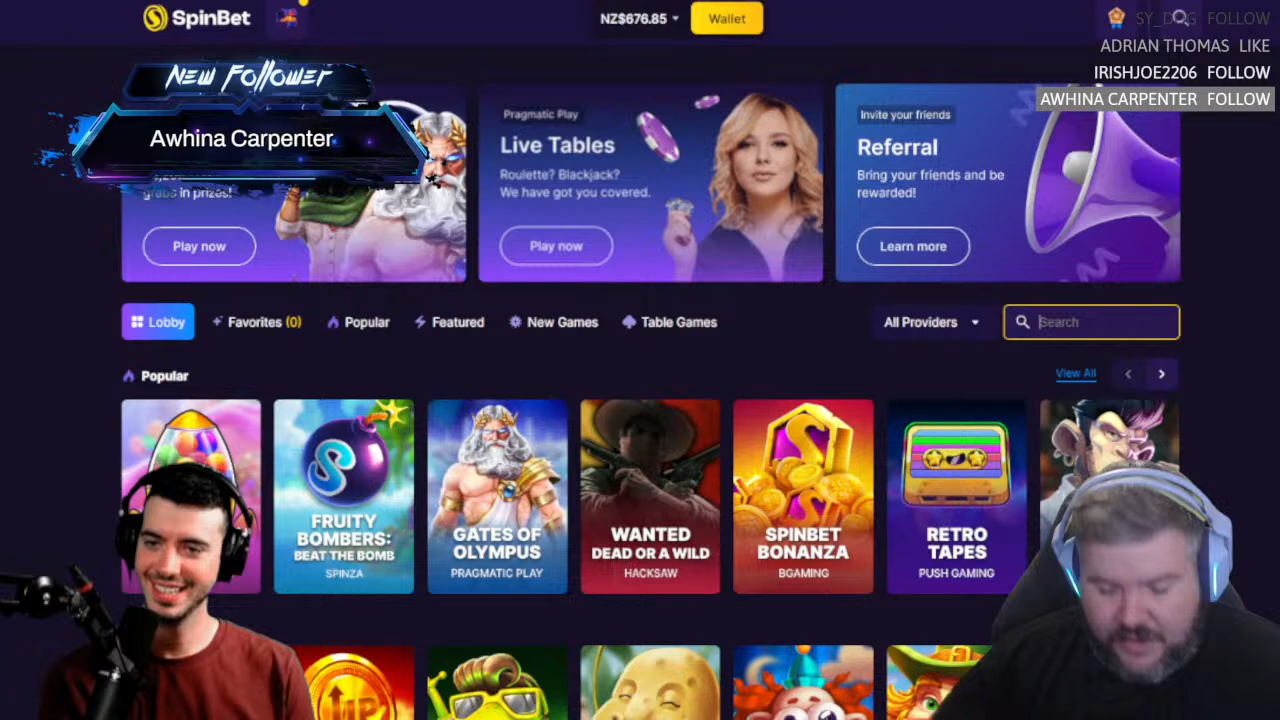 SpinBet
NZ$676.85
Wallet
SY_DOG FOLLOW
ADRIAN THOMAS LIKE
IRISHJOE2206 FOLLOW
AWHINA CARPENTER FOLLOW
New Follower
Awhina Carpenter
grabs in prizes!
Play now
Pragmatic Play
Live Tables
Roulette? Blackjack?
We have got you covered.
Play now
Invite your friends
Referral
Bring your friends and be
rewarded!
Learn more
Lobby
Favorites (0)
Popular
Featured
New Games
Table Games
All Providers
Search
Popular
View All
FRUITY
BOMBERS:
BEAT THE BOMB
SPINZA
GATES OF
OLYMPUS
PRAGMATIC PLAY
WANTED
DEAD OR A WILD
HACKSAW
SPINBET
BONANZA
BGAMING
RETRO
TAPES
PUSH GAMING
UP